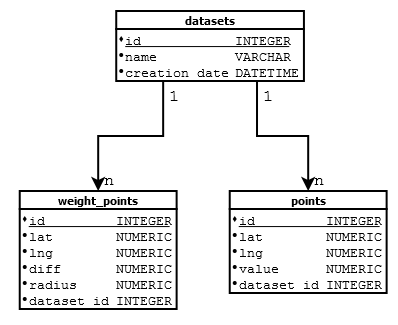 datasets
id INTEGER
name VARCHAR
creation date DATETIME
1 1
n n
weight_points
id INTEGER
lat NUMERIC
lng NUMERIC
diff NUMERIC
radius NUMERIC
dataset id INTEGER
points
id INTEGER
lat NUMERIC
lng NUMERIC
value NUMERIC
dataset id INTEGER